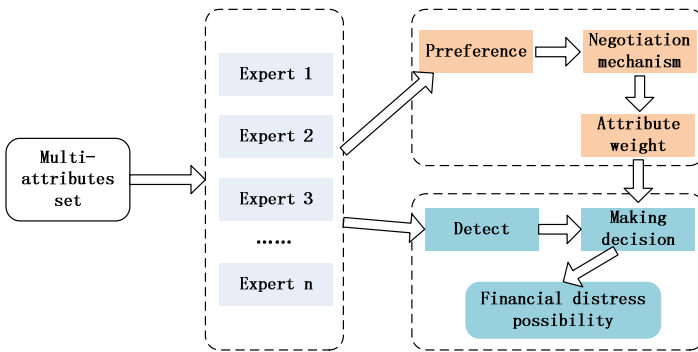 Multi-
attributes
set
Expert 1
Expert 2
Expert 3
……
Expert n
Prreference
Negotiation
mechanism
Attribute
weight
Detect
Making
decision
Financial distress
possibility